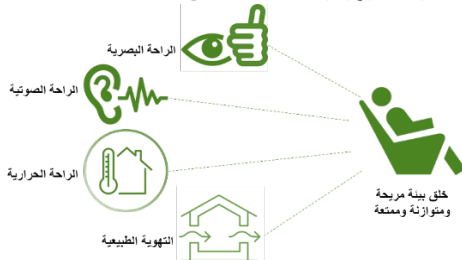 الراحة البصرية
الراحة الصوتية
الراحة الحرارية
التهوية الطبيعية
خلق بيئة مريحة
ومتوازنة وممتعة